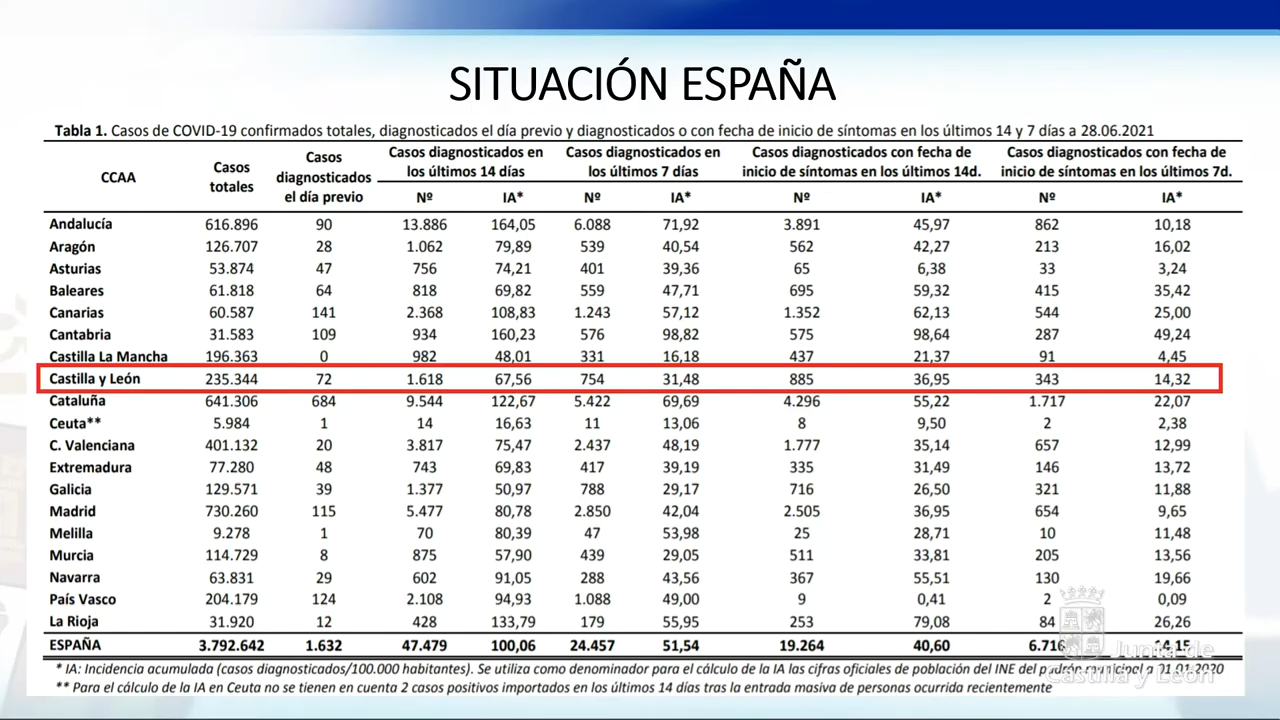 SITUACIÓN ESPAÑA
Tabla 1. Casos de COVID-19 confirmados totales, diagnosticados el día previo y diagnosticados o con fecha de inicio de síntomas en los últimos 14 y 7 días a 28.06.2021
CCAA Casos totales Casos diagnosticados el día previo Casos diagnosticados en los últimos 14 días Casos diagnosticados en los últimos 7 días Casos diagnosticados con fecha de inicio de síntomas en los últimos 14d. Casos diagnosticados con fecha de inicio de síntomas en los últimos 7d.
Nº IA* Nº IA* Nº IA* Nº IA*
Andalucía 616.896 90 13.886 164,05 6.088 71,92 3.891 45,97 862 10,18
Aragón 126.707 28 1.062 79,89 539 40,54 562 42,27 213 16,02
Asturias 53.874 47 756 74,21 401 39,36 65 6,38 33 3,24
Baleares 61.818 64 818 69,82 559 47,71 695 59,32 415 35,42
Canarias 60.587 141 2.368 108,83 1.243 57,12 1.352 62,13 544 25,00
Cantabria 31.583 109 934 160,23 576 98,82 575 98,64 287 49,24
Castilla La Mancha 196.363 0 982 48,01 331 16,18 437 21,37 91 4,45
Castilla y León 235.344 72 1.618 67,56 754 31,48 885 36,95 343 14,32
Cataluña 641.306 684 9.544 122,67 5.422 69,69 4.296 55,22 1.717 22,07
Ceuta** 5.984 1 14 16,63 11 13,06 8 9,50 2 2,38
C. Valenciana 401.132 20 3.817 75,47 2.437 48,19 1.777 35,14 657 12,99
Extremadura 77.280 48 743 69,83 417 39,19 335 31,49 146 13,72
Galicia 129.571 39 1.377 50,97 788 29,17 716 26,50 321 11,88
Madrid 730.260 115 5.477 80,78 2.850 42,04 2.505 36,95 654 9,65
Melilla 9.278 1 70 80,39 47 53,98 25 28,71 10 11,48
Murcia 114.729 8 875 57,90 439 29,05 511 33,81 205 13,56
Navarra 63.831 29 602 91,05 288 43,56 367 55,51 130 19,66
País Vasco 204.179 124 2.108 94,93 1.088 49,00 9 0,41 2 0,09
La Rioja 31.920 12 428 133,79 179 55,95 253 79,08 84 26,26
ESPAÑA 3.792.642 1.632 47.479 100,06 24.457 51,54 19.264 40,60 6.716 14,15
* IA: Incidencia acumulada (casos diagnosticados/100.000 habitantes). Se utiliza como denominador para el cálculo de la IA las cifras oficiales de población del INE del padrón municipal a 01.01.2020
** Para el cálculo de la IA en Ceuta no se tienen en cuenta 2 casos positivos importados en los últimos 14 días tras la entrada masiva de personas ocurrida recientemente
Junta de
Castilla y León